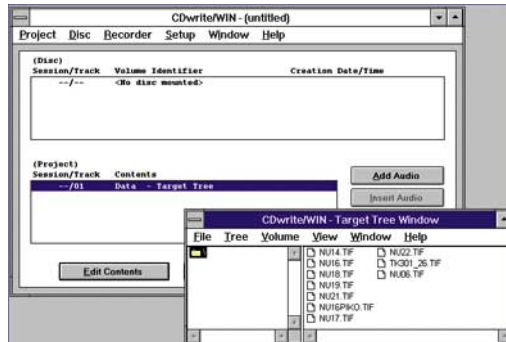 CDwrite/WIN - (untitled)
Project Disc Recorder Setup Window Help
(Disc)
Session/Track Volume Identifier Creation Date/Time
--/-- <No disc mounted>
(Project)
Session/Track Contents
--/01 Data - Target Tree
Add Audio
Insert Audio
Edit Contents
CDwrite/WIN - Target Tree Window
File Tree Volume View Window Help
NU14.TIF NU22.TIF
NU16.TIF TK301_26.TIF
NU18.TIF NU06.TIF
NU19.TIF
NU21.TIF
NU16PIKO.TIF
NU17.TIF